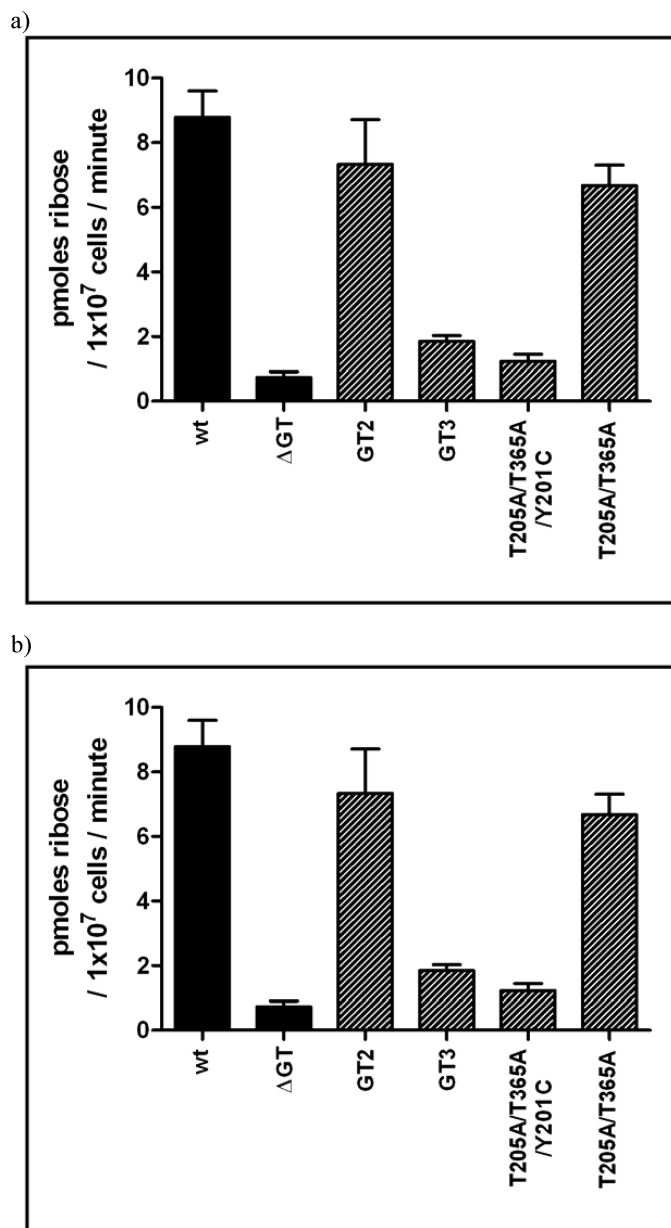 a)
10
8
6
4
2
0
pmoles ribose
/ 1x10⁷ cells / minute
wt
ΔGT
GT2
GT3
T205A/T365A
/Y201C
T205A/T365A
b)
10
8
6
4
2
0
pmoles ribose
/ 1x10⁷ cells / minute
wt
ΔGT
GT2
GT3
T205A/T365A
/Y201C
T205A/T365A